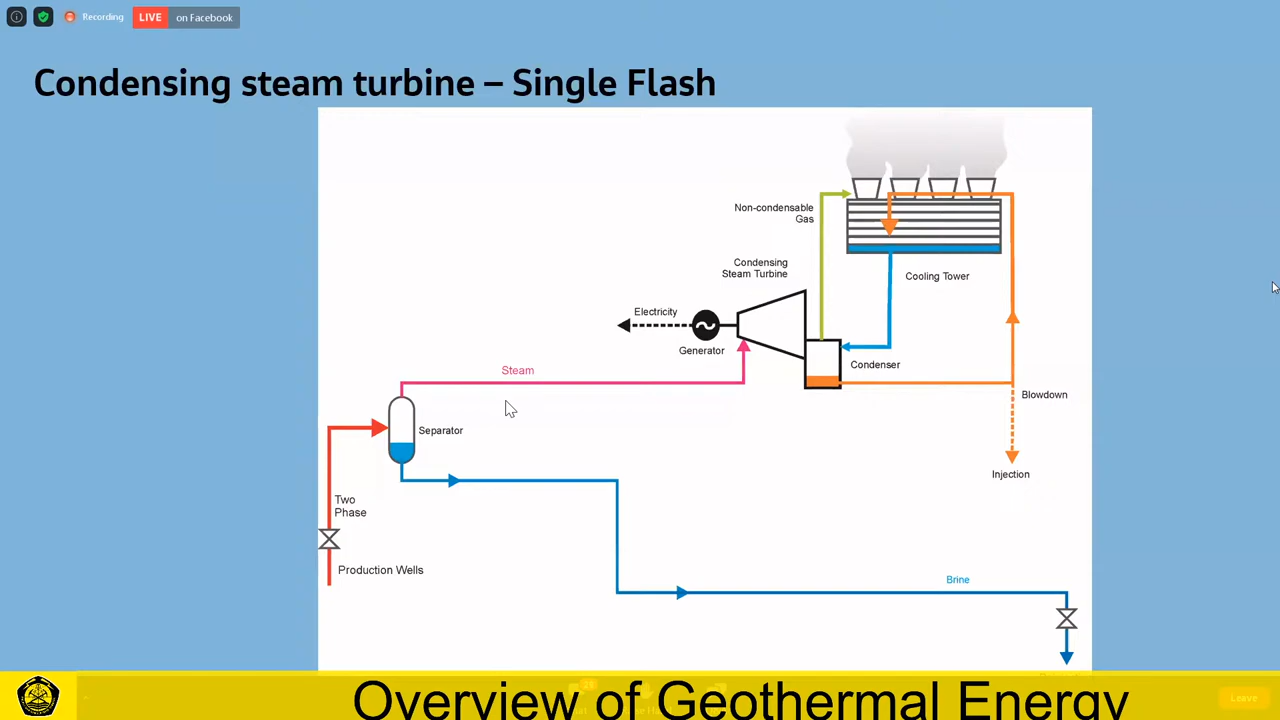 Recording
LIVE
on Facebook
Condensing steam turbine – Single Flash
Non-condensable
Gas
Condensing
Steam Turbine
Cooling Tower
Electricity
Generator
Condenser
Steam
Blowdown
Separator
Injection
Two
Phase
Production Wells
Brine
Overview of Geothermal Energy
Leave